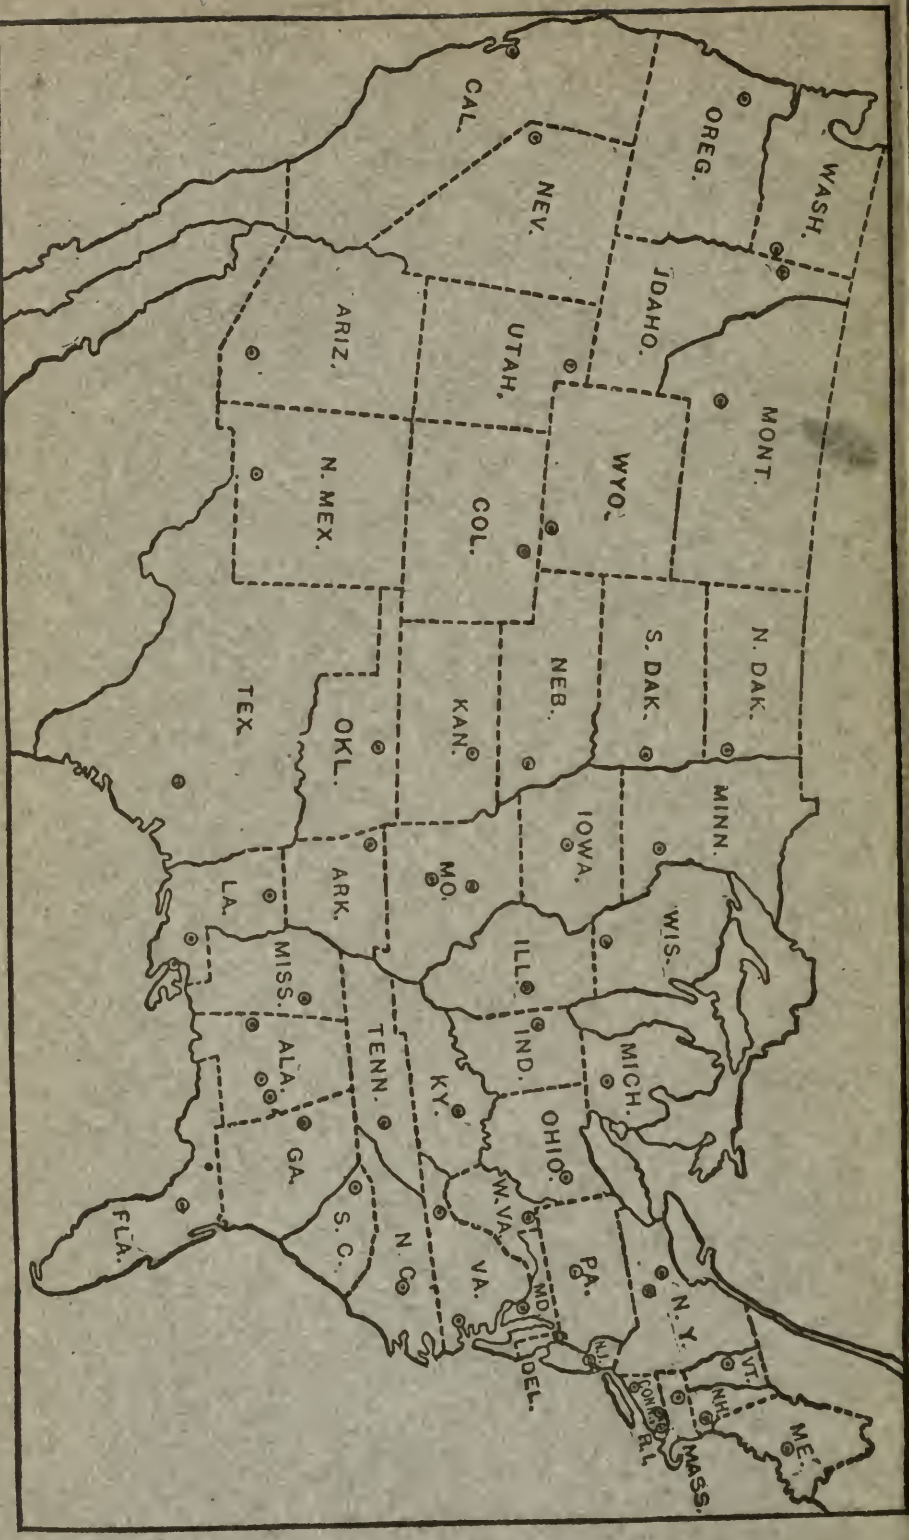 WASH.
OREG.
CAL.
NEV.
IDAHO.
MONT.
WYO.
UTAH.
ARIZ.
COL.
N. MEX.
N. DAK.
S. DAK.
NEB.
KAN.
OKL.
TEX.
MINN.
IOWA.
MO.
ARK.
LA.
WIS.
ILL.
MICH.
IND.
OHIO.
KY.
TENN.
MISS.
ALA.
GA.
FLA.
S. C.
N. C.
VA.
W. VA.
MD.
DEL.
PA.
N.J.
N. Y.
CONN.
R.I.
MASS.
VT.
N.H.
ME.